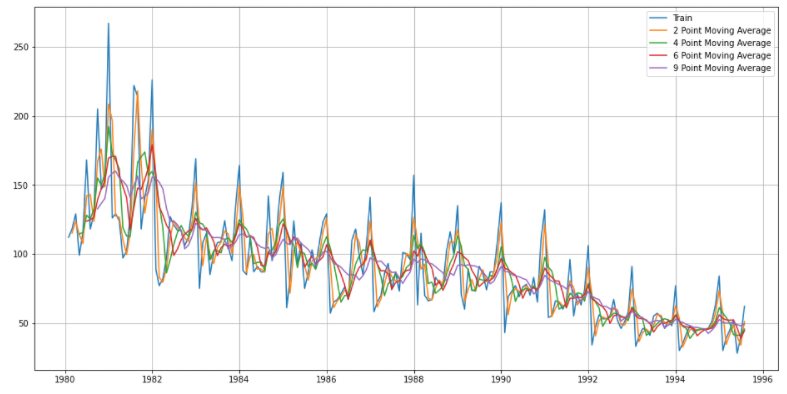 Train
2 Point Moving Average
4 Point Moving Average
6 Point Moving Average
9 Point Moving Average
250
200
150
100
50
1980 1982 1984 1986 1988 1990 1992 1994 1996